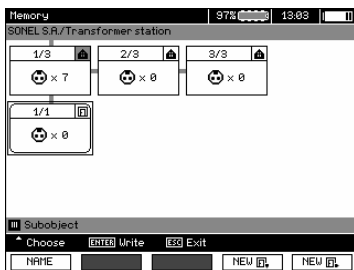 Memory 97% 13:03
SONEL S.A./Transformer station
1/3 2/3 3/3
x 7 x 0 x 0
1/1
x 0
Subobject
Choose ENTER Write ESC Exit
NAME NEW NEW